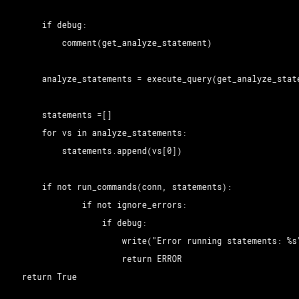 if debug:
comment(get_analyze_statement)
analyze_statements = execute_query(get_analyze_state
statements =[]
for vs in analyze_statements:
statements.append(vs[0])
if not run_commands(conn, statements):
if not ignore_errors:
if debug:
write("Error running statements: %s"
return ERROR
return True